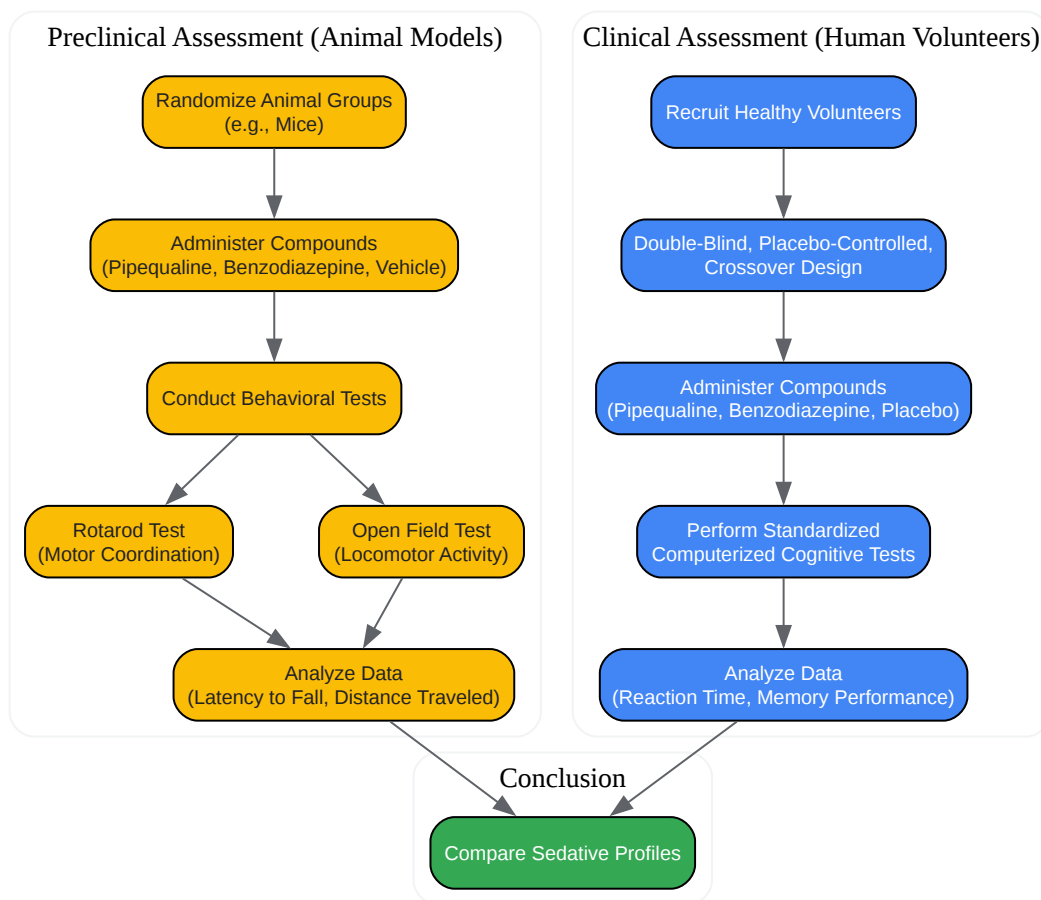 Preclinical Assessment (Animal Models)
Randomize Animal Groups
(e.g., Mice)
Administer Compounds
(Pipequaline, Benzodiazepine, Vehicle)
Conduct Behavioral Tests
Rotarod Test
(Motor Coordination)
Open Field Test
(Locomotor Activity)
Analyze Data
(Latency to Fall, Distance Traveled)
Clinical Assessment (Human Volunteers)
Recruit Healthy Volunteers
Double-Blind, Placebo-Controlled,
Crossover Design
Administer Compounds
(Pipequaline, Benzodiazepine, Placebo)
Perform Standardized
Computerized Cognitive Tests
Analyze Data
(Reaction Time, Memory Performance)
Conclusion
Compare Sedative Profiles